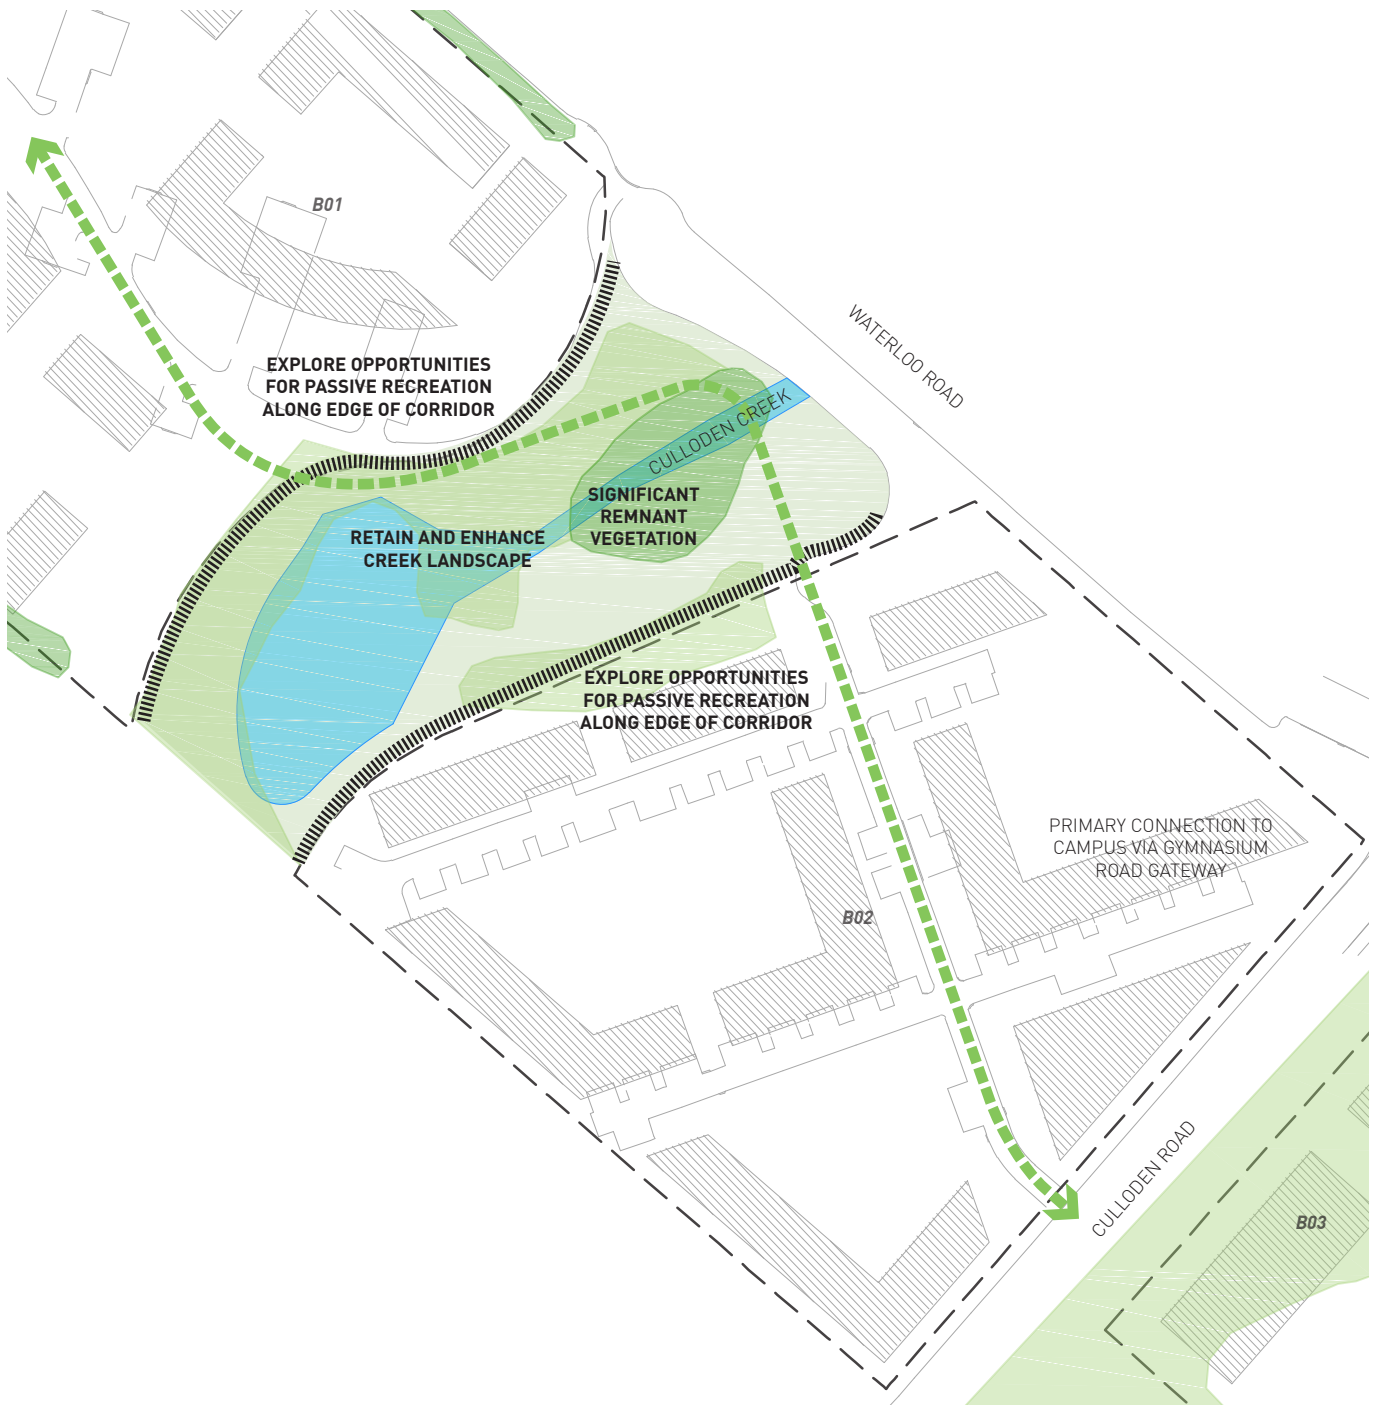 B01
WATERLOO ROAD
EXPLORE OPPORTUNITIES
FOR PASSIVE RECREATION
ALONG EDGE OF CORRIDOR
CULLODEN CREEK
SIGNIFICANT
REMNANT
VEGETATION
RETAIN AND ENHANCE
CREEK LANDSCAPE
EXPLORE OPPORTUNITIES
FOR PASSIVE RECREATION
ALONG EDGE OF CORRIDOR
PRIMARY CONNECTION TO
CAMPUS VIA GYMNASIUM
ROAD GATEWAY
B02
CULLODEN ROAD
B03